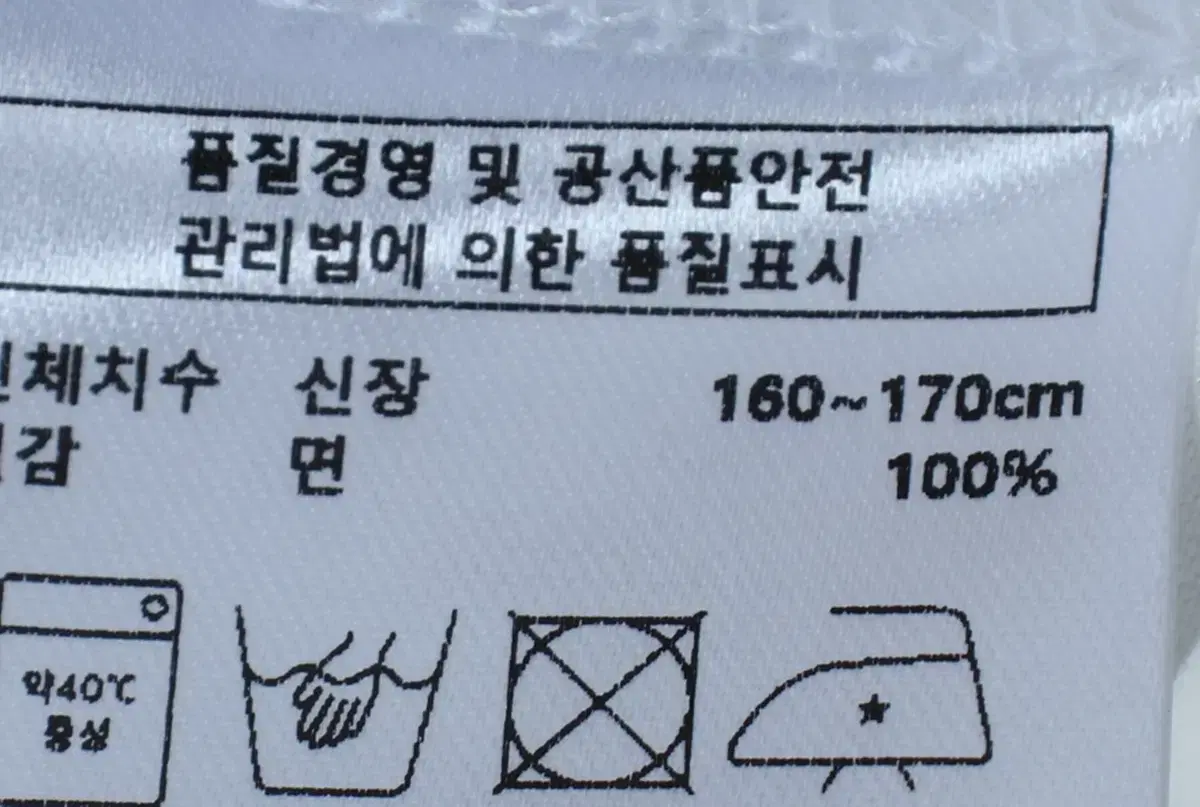 품질경영 및 공산품안전
관리법에 의한 품질표시
체치수 신장 160~170cm
감 면 100%
약40℃
중성